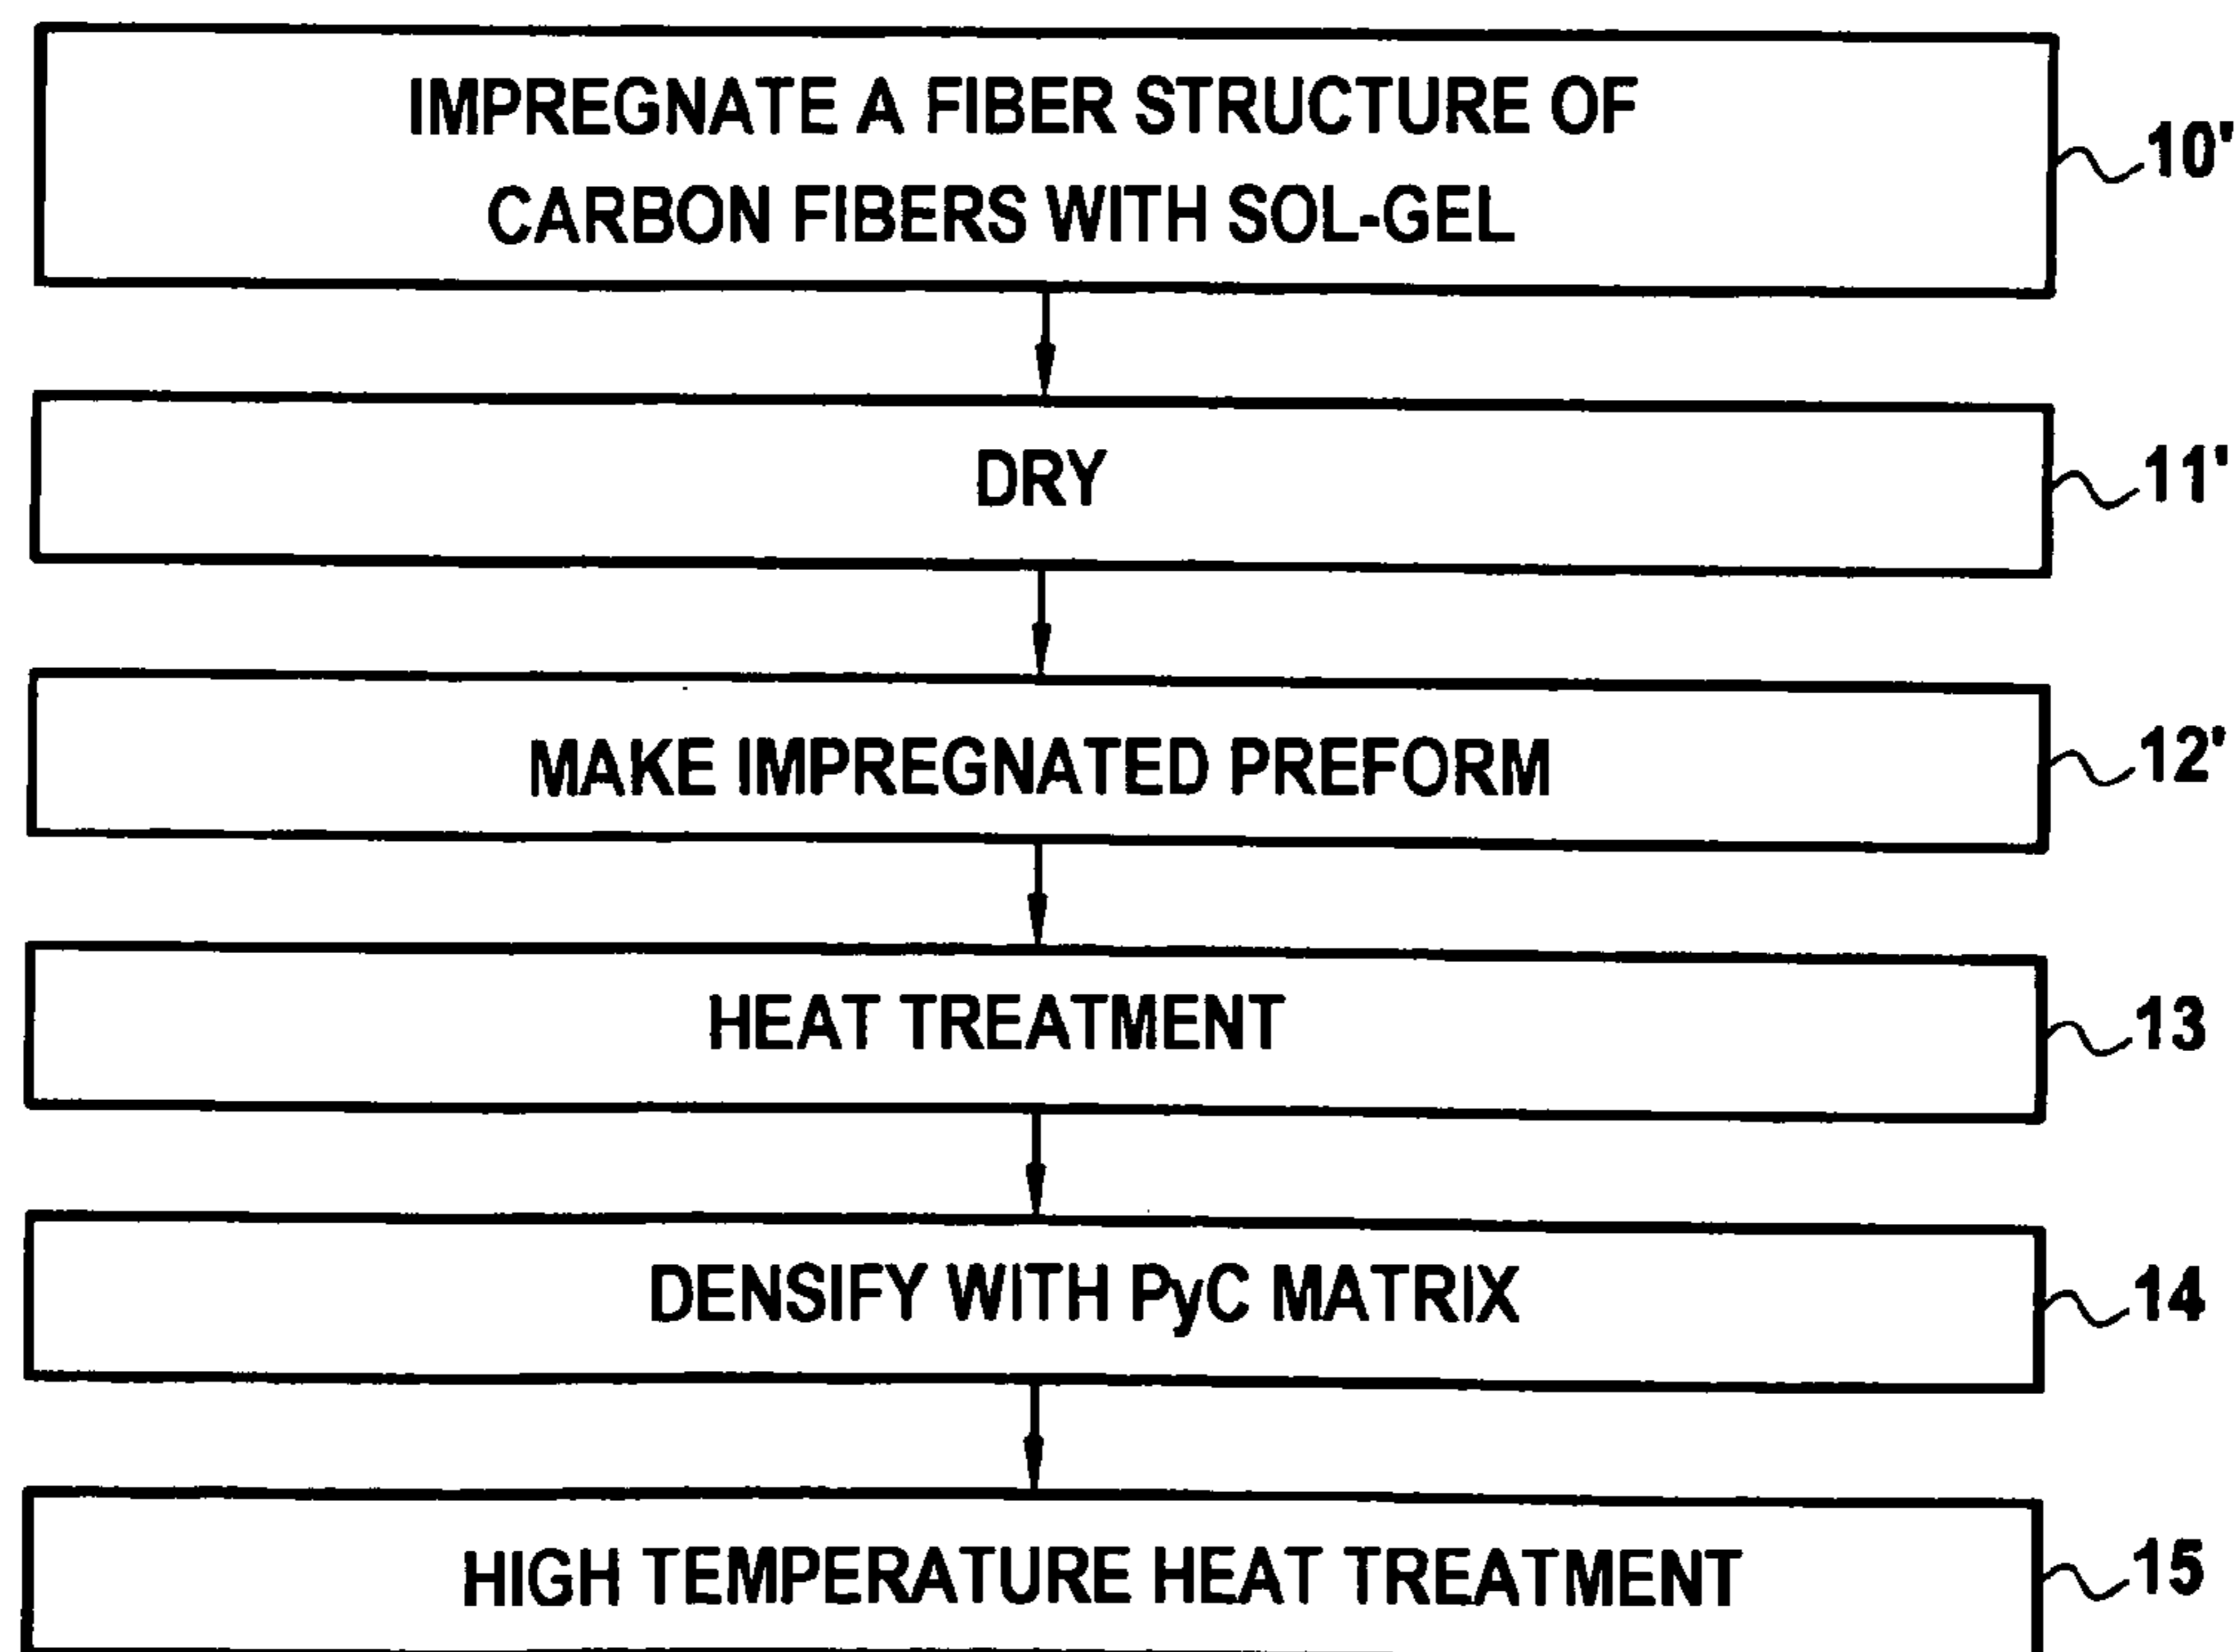 IMPREGNATE A FIBER STRUCTURE OF
CARBON FIBERS WITH SOL-GEL
10'
DRY
11'
MAKE IMPREGNATED PREFORM
12'
HEAT TREATMENT
13
DENSIFY WITH PyC MATRIX
14
HIGH TEMPERATURE HEAT TREATMENT
15